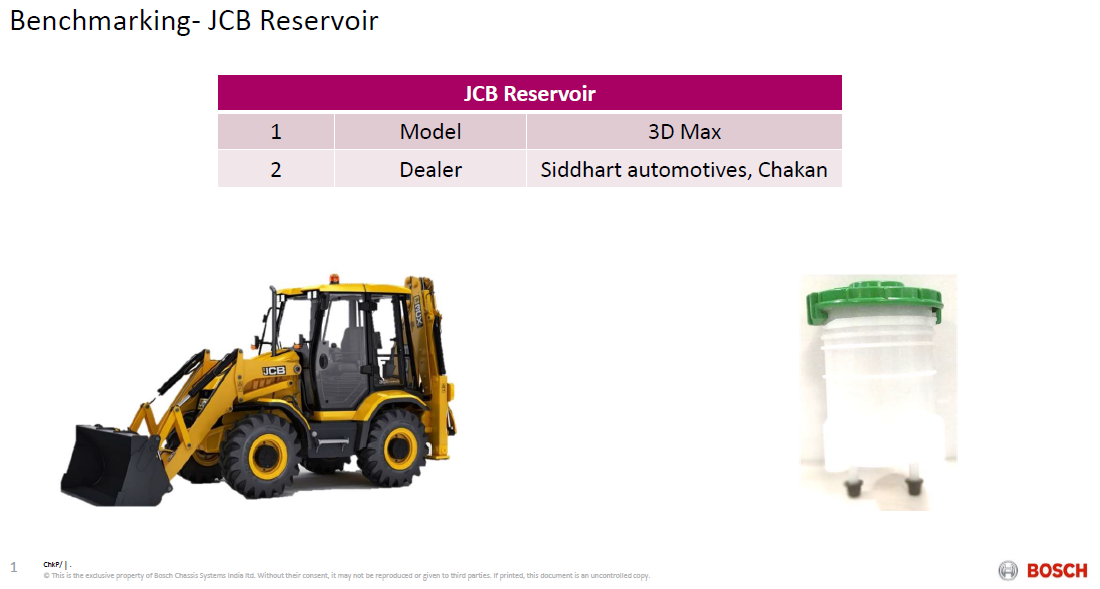 Benchmarking- JCB Reservoir
JCB Reservoir
1 Model 3D Max
2 Dealer Siddhart automotives, Chakan
JCB
1
ChkP/ | .
© This is the exclusive property of Bosch Chassis Systems India ltd. Without their consent, it may not be reproduced or given to third parties. If printed, this document is an uncontrolled copy.
BOSCH